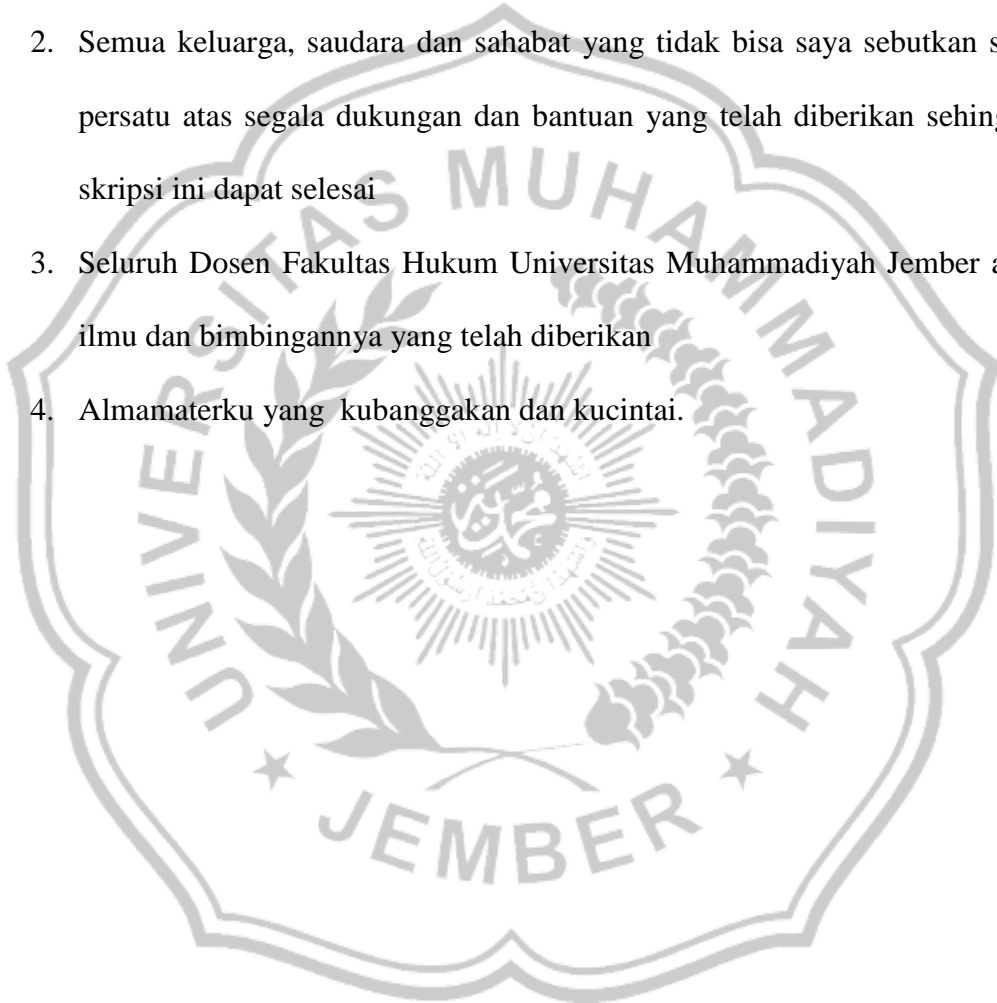 2. Semua keluarga, saudara dan sahabat yang tidak bisa saya sebutkan
persatu atas segala dukungan dan bantuan yang telah diberikan
skripsi ini dapat selesai
3. Seluruh Dosen Fakultas Hukum Universitas Muhammadiyah Jember
ilmu dan bimbingannya yang telah diberikan
4. Almamaterku yang kubanggakan dan kucintai.
UNIVERSITAS MUHAMMADIYAH
JEMBER